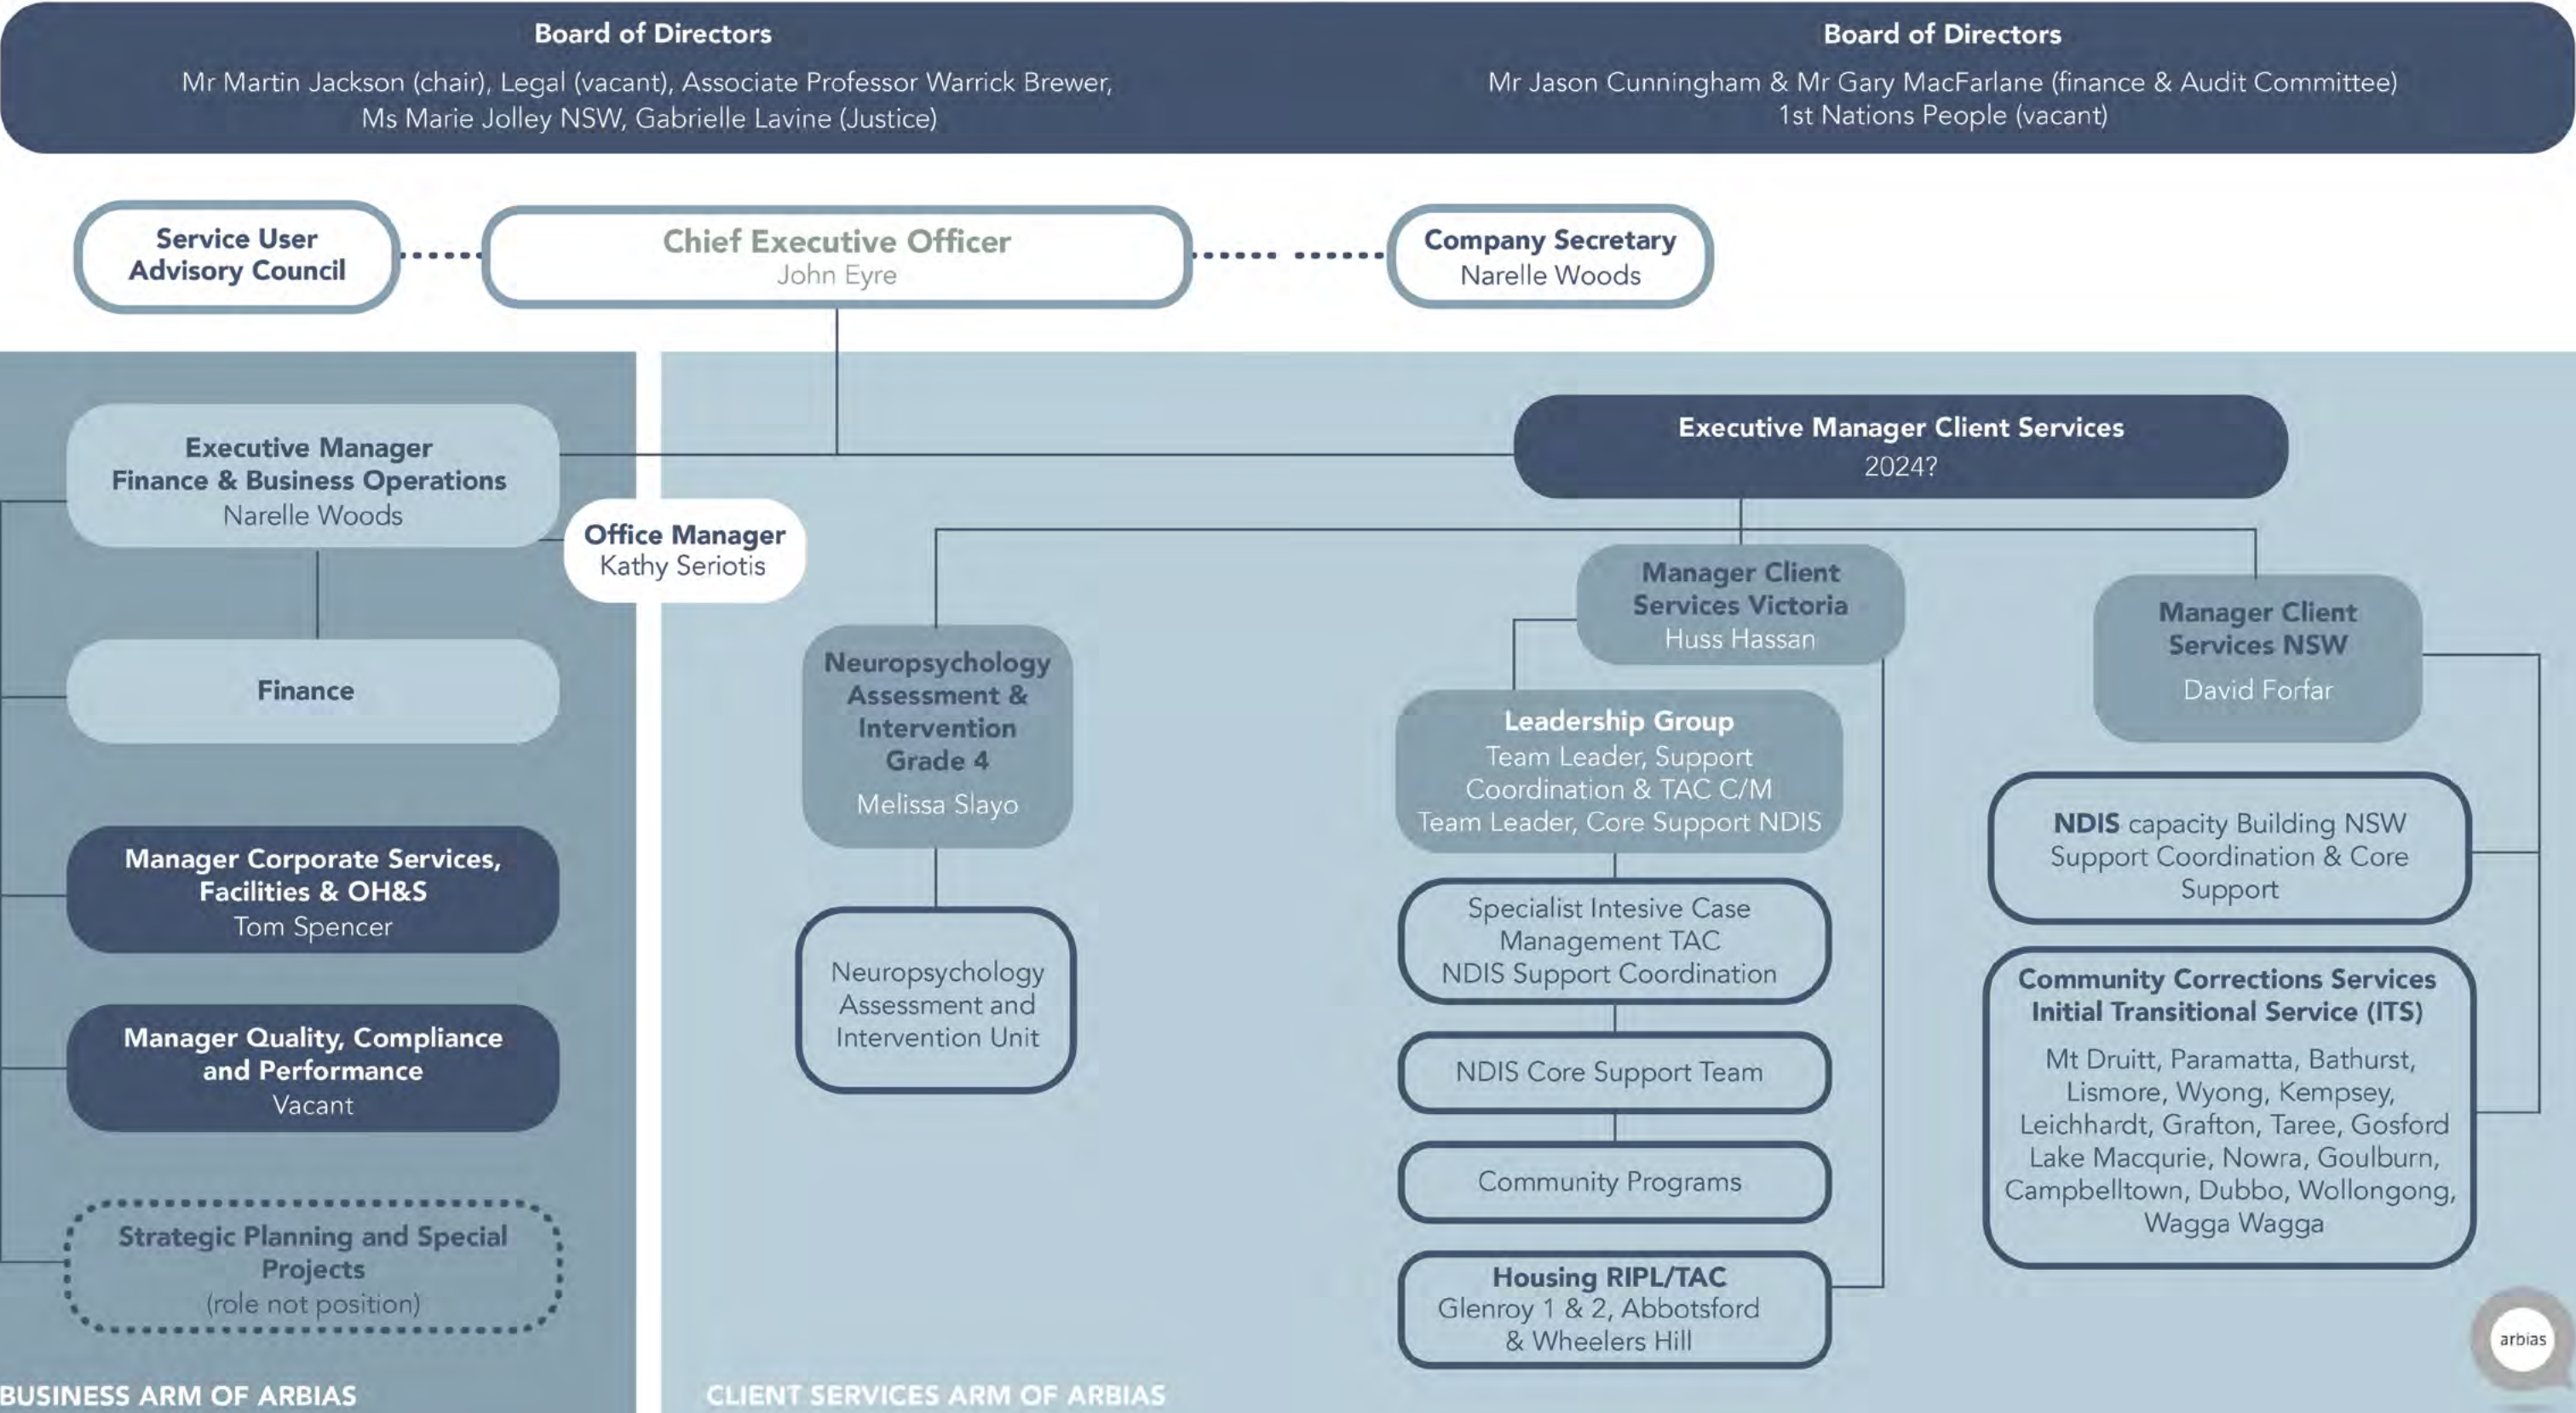 Board of Directors
Mr Martin Jackson (chair), Legal (vacant), Associate Professor Warrick Brewer,
Ms Marie Jolley NSW, Gabrielle Lavine (Justice)
Board of Directors
Mr Jason Cunningham & Mr Gary MacFarlane (finance & Audit Committee)
1st Nations People (vacant)
Service User
Advisory Council
Chief Executive Officer
John Eyre
Company Secretary
Narelle Woods
Executive Manager
Finance & Business Operations
Narelle Woods
Office Manager
Kathy Seriotis
Finance
Manager Corporate Services,
Facilities & OH&S
Tom Spencer
Manager Quality, Compliance
and Performance
Vacant
Strategic Planning and Special
Projects
(role not position)
BUSINESS ARM OF ARBIAS
Executive Manager Client Services
2024?
Neuropsychology
Assessment &
Intervention
Grade 4
Melissa Slayo
Neuropsychology
Assessment and
Intervention Unit
Manager Client
Services Victoria
Huss Hassan
Leadership Group
Team Leader, Support
Coordination & TAC C/M
Team Leader, Core Support NDIS
Specialist Intesive Case
Management TAC
NDIS Support Coordination
NDIS Core Support Team
Community Programs
Housing RIPL/TAC
Glenroy 1 & 2, Abbotsford
& Wheelers Hill
Manager Client
Services NSW
David Forfar
NDIS capacity Building NSW
Support Coordination & Core
Support
Community Corrections Services
Initial Transitional Service (ITS)
Mt Druitt, Paramatta, Bathurst,
Lismore, Wyong, Kempsey,
Leichhardt, Grafton, Taree, Gosford
Lake Macqurie, Nowra, Goulburn,
Campbelltown, Dubbo, Wollongong,
Wagga Wagga
CLIENT SERVICES ARM OF ARBIAS
arbias